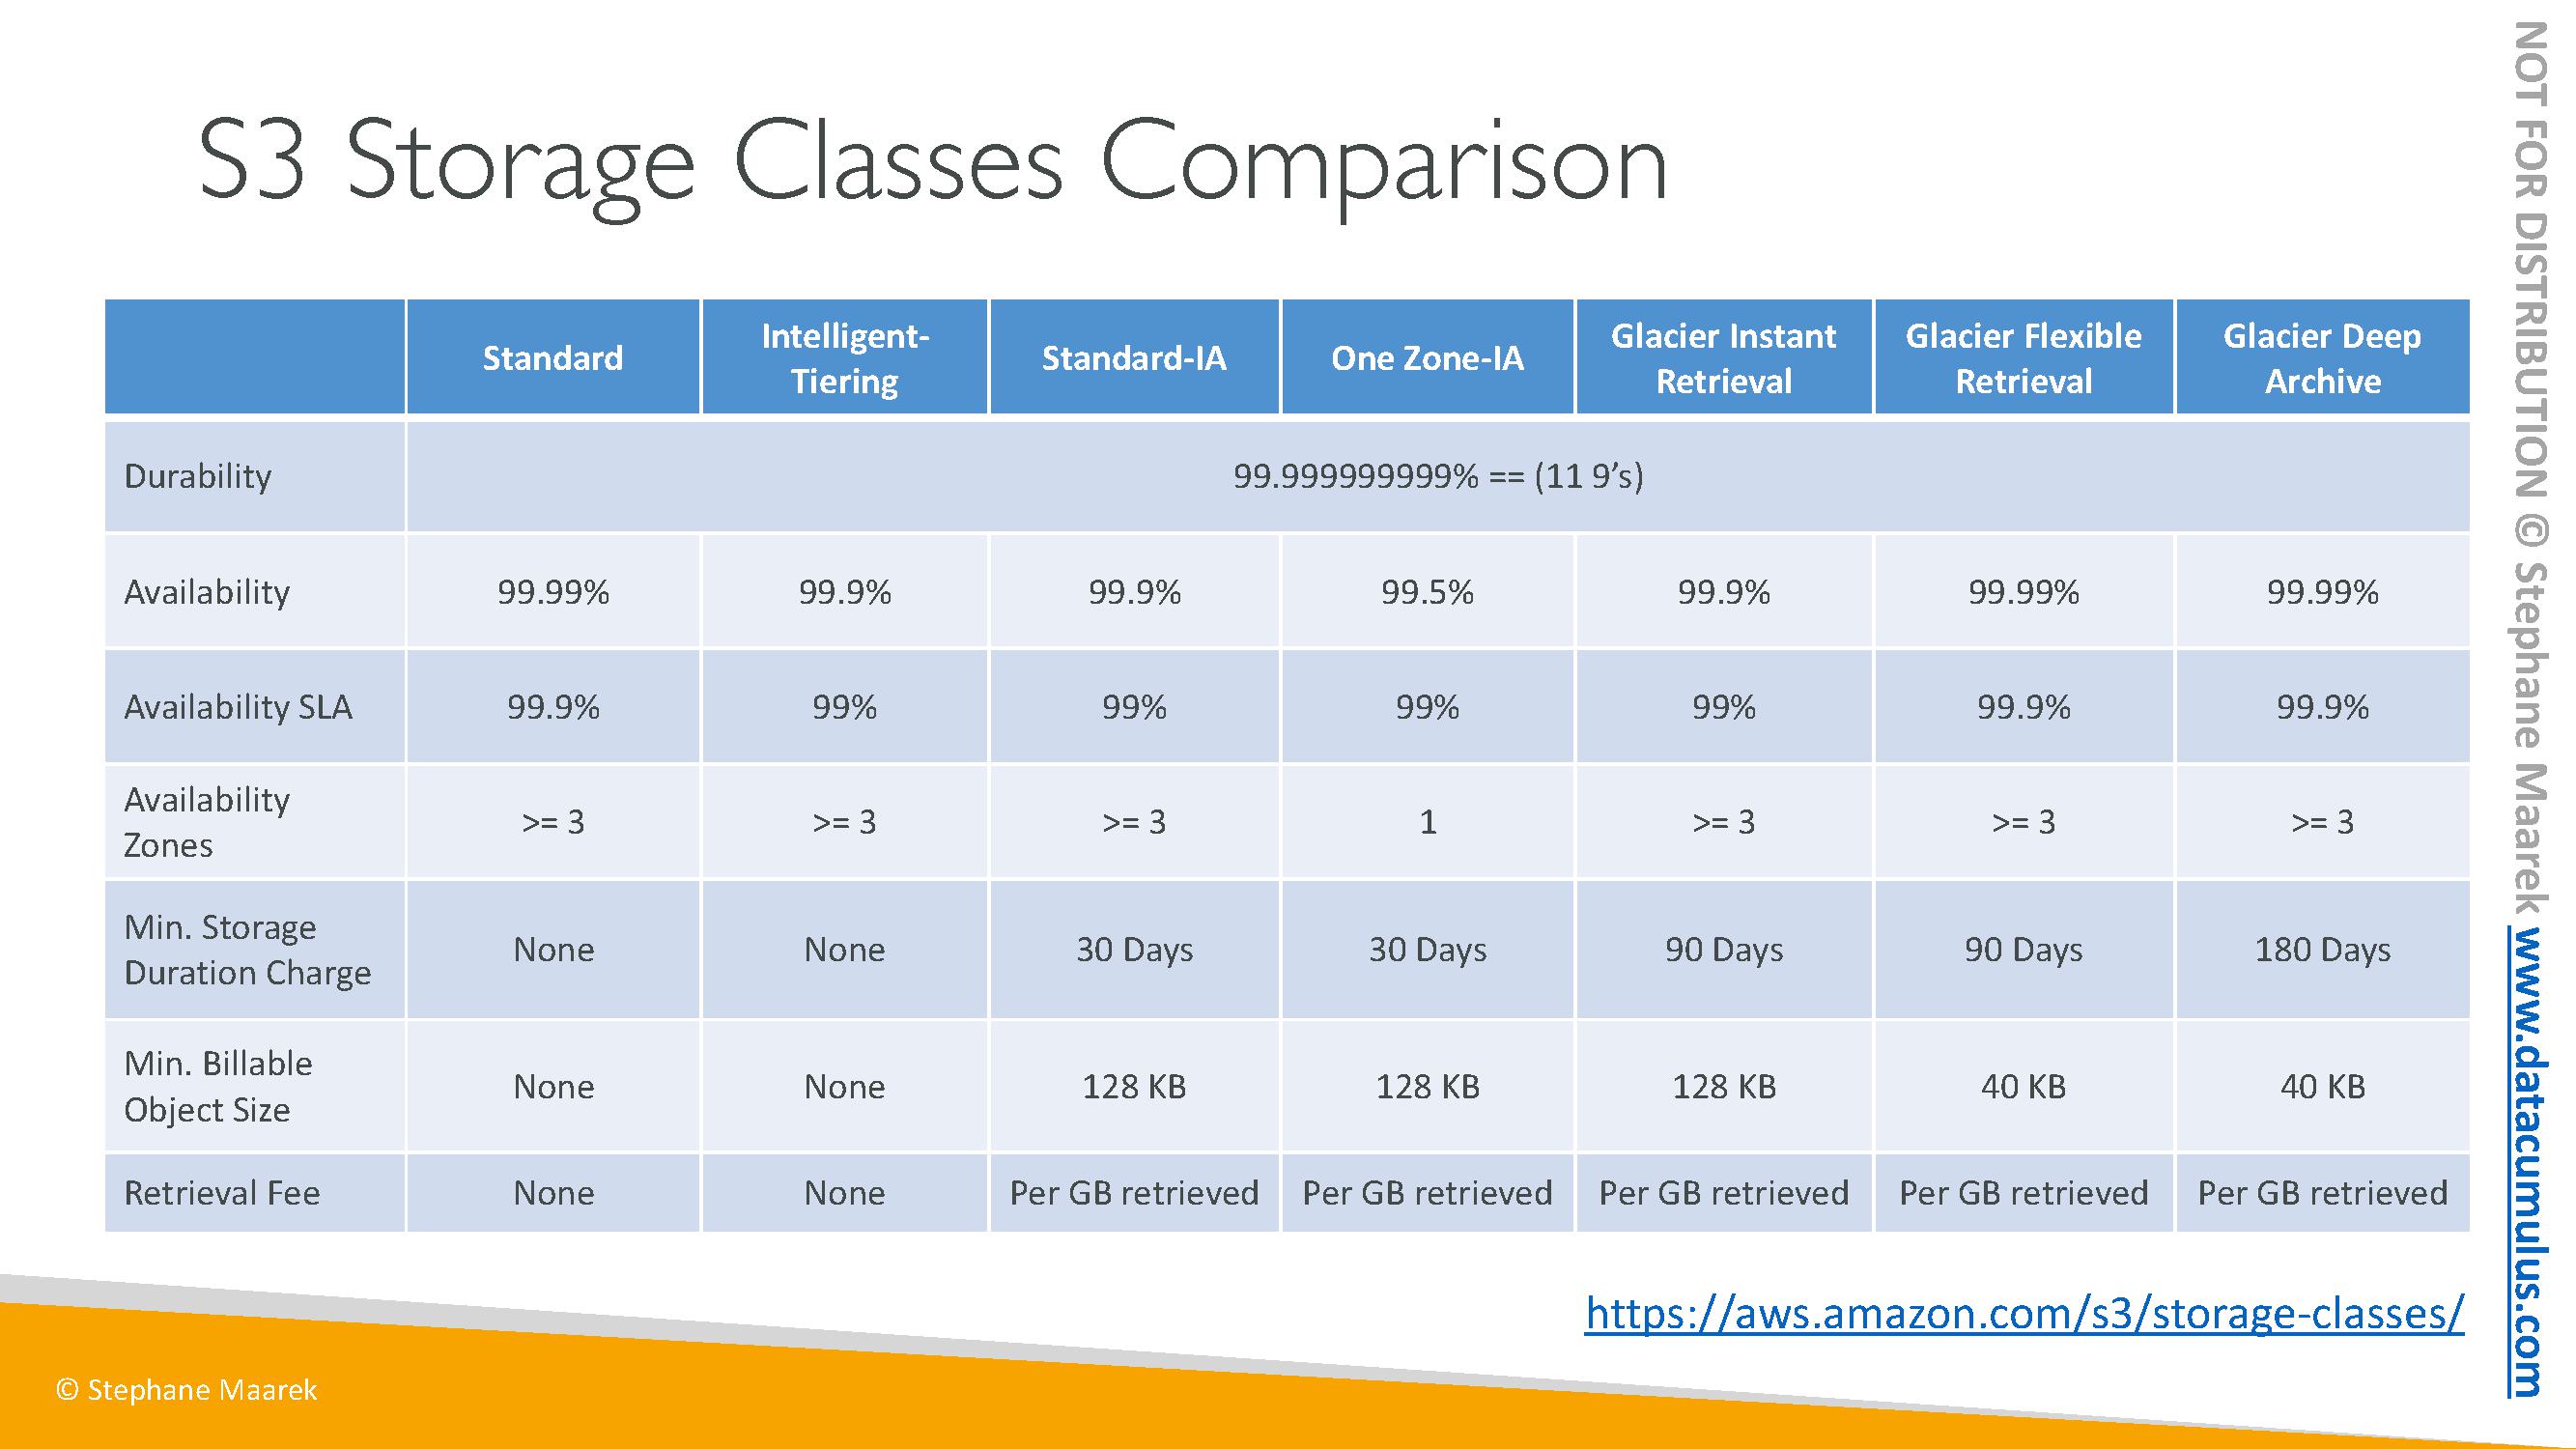 S3 Storage Classes Comparison
Standard
Intelligent-
Tiering
Standard-IA
One Zone-IA
Glacier Instant
Retrieval
Glacier Flexible
Retrieval
Glacier Deep
Archive
Durability
99.999999999% == (11 9’s)
Availability
99.99%
99.9%
99.9%
99.5%
99.9%
99.99%
99.99%
Availability SLA
99.9%
99%
99%
99%
99%
99.9%
99.9%
Availability
Zones
>= 3
>= 3
>= 3
1
>= 3
>= 3
>= 3
Min. Storage
Duration Charge
None
None
30 Days
30 Days
90 Days
90 Days
180 Days
Min. Billable
Object Size
None
None
128 KB
128 KB
128 KB
40 KB
40 KB
Retrieval Fee
None
None
Per GB retrieved
Per GB retrieved
Per GB retrieved
Per GB retrieved
Per GB retrieved
https://aws.amazon.com/s3/storage-classes/
© Stephane Maarek
NOT FOR DISTRIBUTION © Stephane Maarek www.datacumulus.com